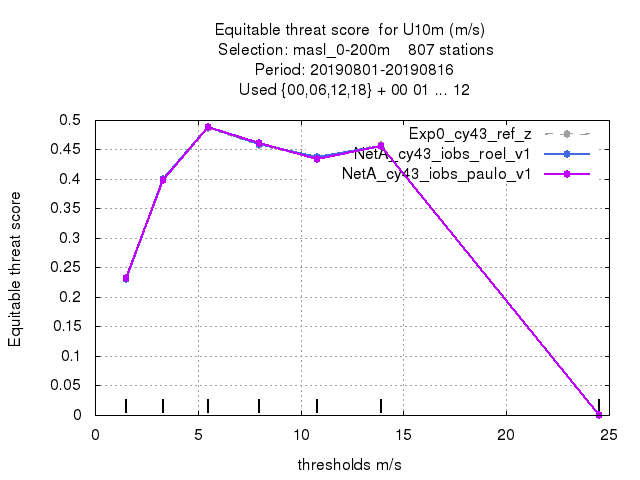 Equitable threat score for U10m (m/s)
Selection: masl_0-200m 807 stations
Period: 20190801-20190816
Used {00,06,12,18} + 00 01 ... 12
Exp0_cy43_ref_z
NetA_cy43_iobs_roel_v1
NetA_cy43_iobs_paulo_v1
Equitable threat score
0.5
0.45
0.4
0.35
0.3
0.25
0.2
0.15
0.1
0.05
0
0 5 10 15 20 25
thresholds m/s